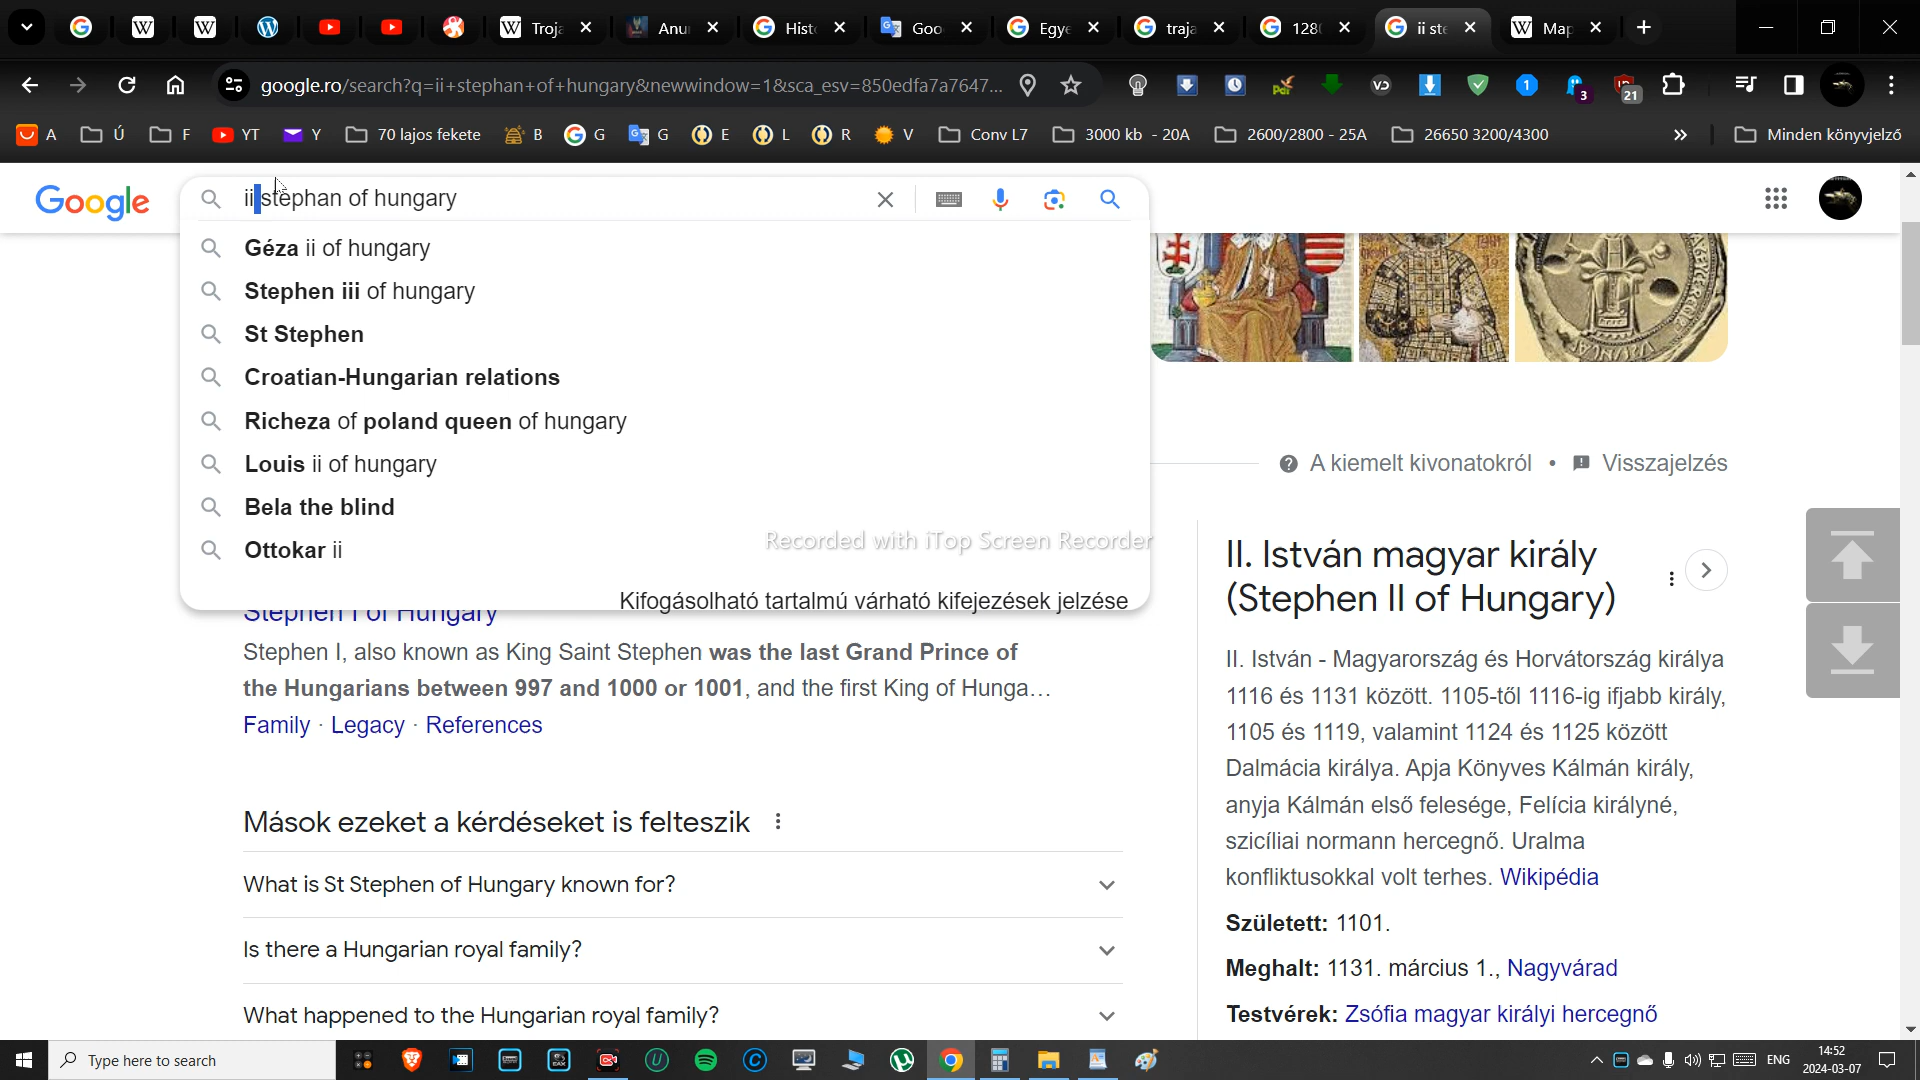 Troja
Anu
Hist
Goo
Egye
traja
128
ii ste
Map
google.ro/search?q=ii+stephan+of+hungary&newwindow=1&sca_esv=850edfa7a7647...
3
1
21
A
Ú
F
YT
Y
70 lajos fekete
B
G
G
E
L
R
V
Conv L7
3000 kb - 20A
2600/2800 - 25A
26650 3200/4300
»
Minden könyvjelző
Google
ii stephan of hungary
Géza ii of hungary
Stephen iii of hungary
St Stephen
Croatian-Hungarian relations
Richeza of poland queen of hungary
Louis ii of hungary
Bela the blind
Ottokar ii
Recorded with iTop Screen Recorder
Kifogásolható tartalmú várható kifejezések jelzése
Stephen I of Hungary
Stephen I, also known as King Saint Stephen was the last Grand Prince of
the Hungarians between 997 and 1000 or 1001, and the first King of Hunga...
Family · Legacy · References
Mások ezeket a kérdéseket is felteszik
What is St Stephen of Hungary known for?
Is there a Hungarian royal family?
What happened to the Hungarian royal family?
A kiemelt kivonatokról • Visszajelzés
II. István magyar király
(Stephen II of Hungary)
II. István - Magyarország és Horvátország királya
1116 és 1131 között. 1105-től 1116-ig ifjabb király,
1105 és 1119, valamint 1124 és 1125 között
Dalmácia királya. Apja Könyves Kálmán király,
anyja Kálmán első felesége, Felícia királyné,
szicíliai normann hercegnő. Uralma
konfliktusokkal volt terhes. Wikipédia
Született: 1101.
Meghalt: 1131. március 1., Nagyvárad
Testvérek: Zsófia magyar királyi hercegnő
Type here to search
ENG
14:52
2024-03-07